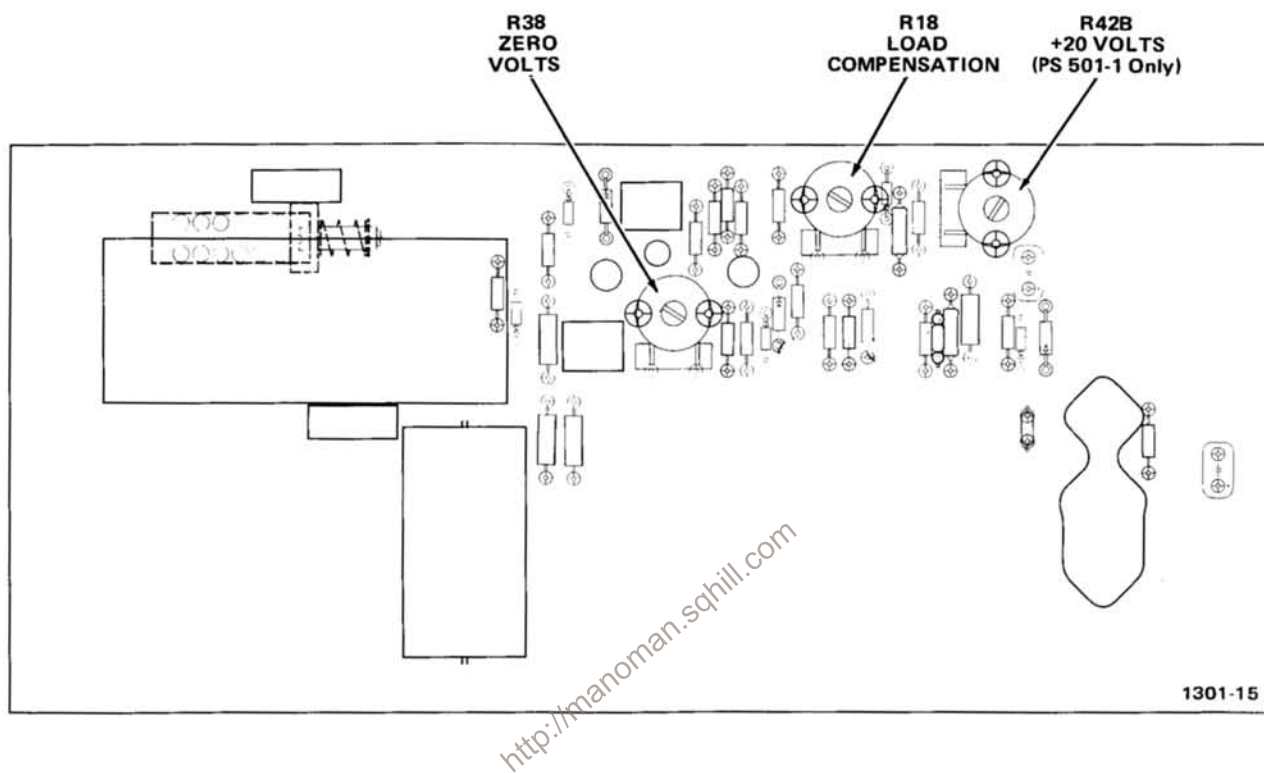 R38
ZERO
VOLTS
R18
LOAD
COMPENSATION
R42B
+20 VOLTS
(PS 501-1 Only)
1301-15
http://manoman.sqhill.com